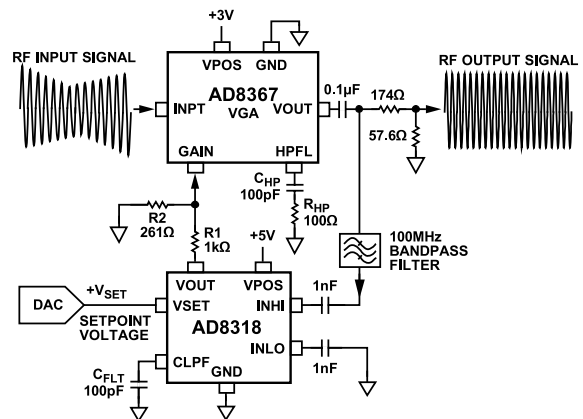 +3V
RF INPUT SIGNAL
RF OUTPUT SIGNAL
VPOS
GND
AD8367
VGA
INPT
VOUT
GAIN
HPFL
0.1µF
174Ω
57.6Ω
CHP
100pF
RHP
100Ω
R2
261Ω
R1
1kΩ
+5V
100MHz
BANDPASS
FILTER
DAC
+VSET
SETPOINT
VOLTAGE
VOUT
VPOS
VSET
INHI
AD8318
CLPF
INLO
GND
1nF
1nF
CFLT
100pF